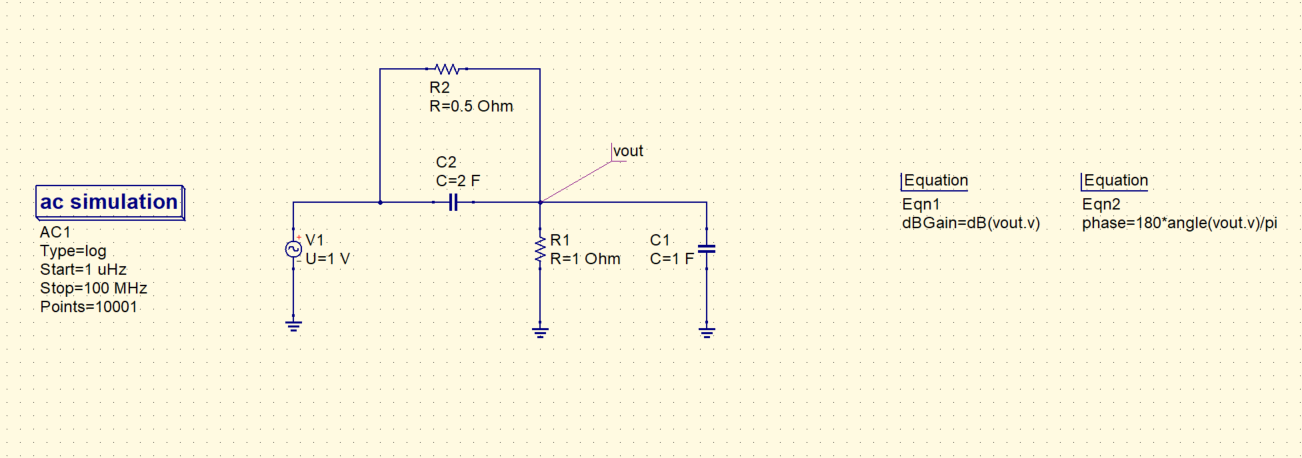 R2
R=0.5 Ohm
C2
C=2 F
vout
ac simulation
AC1
Type=log
Start=1 uHz
Stop=100 MHz
Points=10001
V1
U=1 V
R1
R=1 Ohm
C1
C=1 F
Equation
Eqn1
dBGain=dB(vout.v)
Equation
Eqn2
phase=180*angle(vout.v)/pi